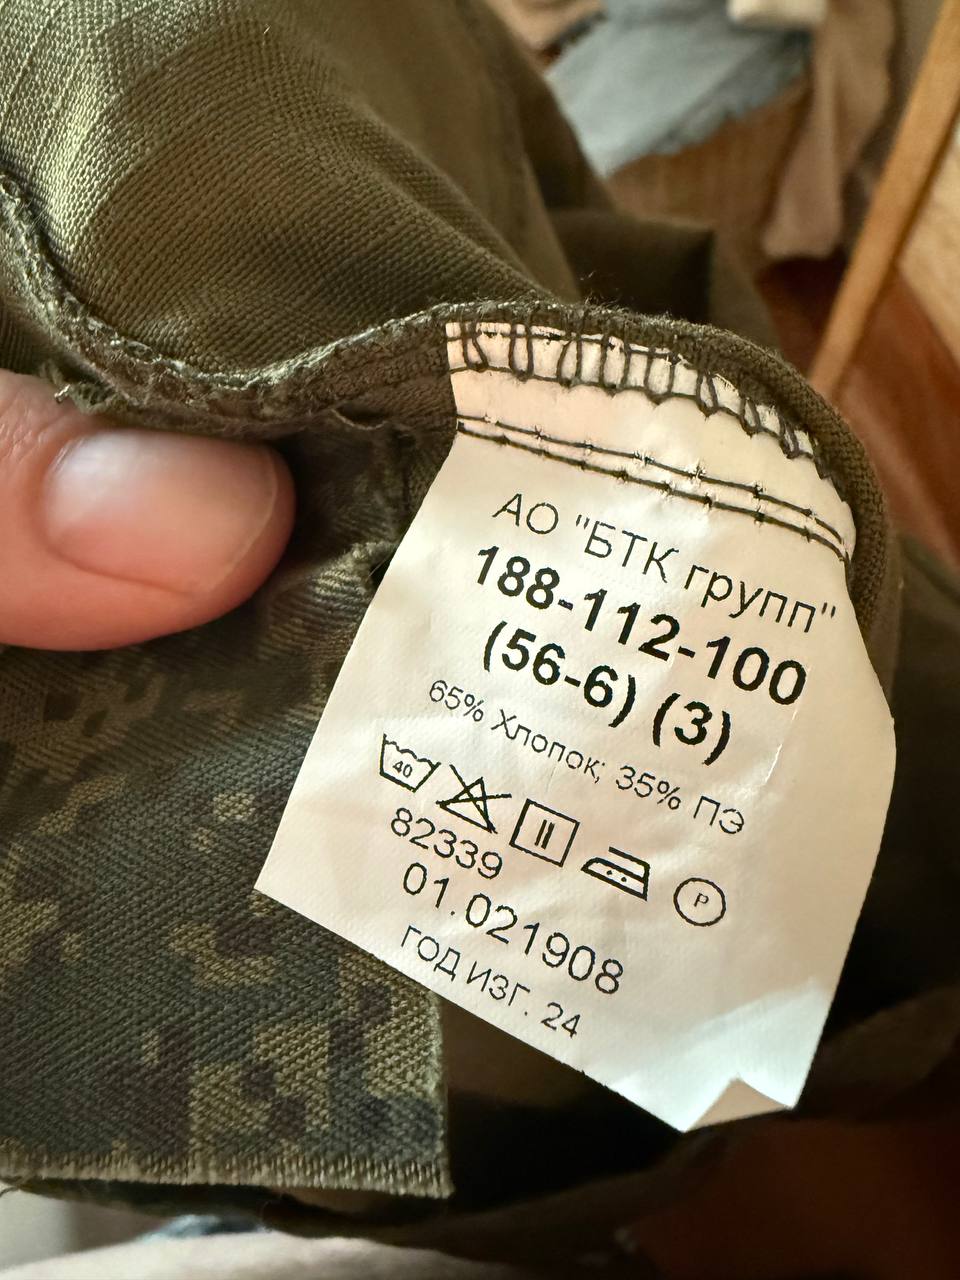 АО "БТК групп"
188-112-100
(56-6) (3)
65% Хлопок; 35% ПЭ
40 P
82339
01.021908
год изг. 24